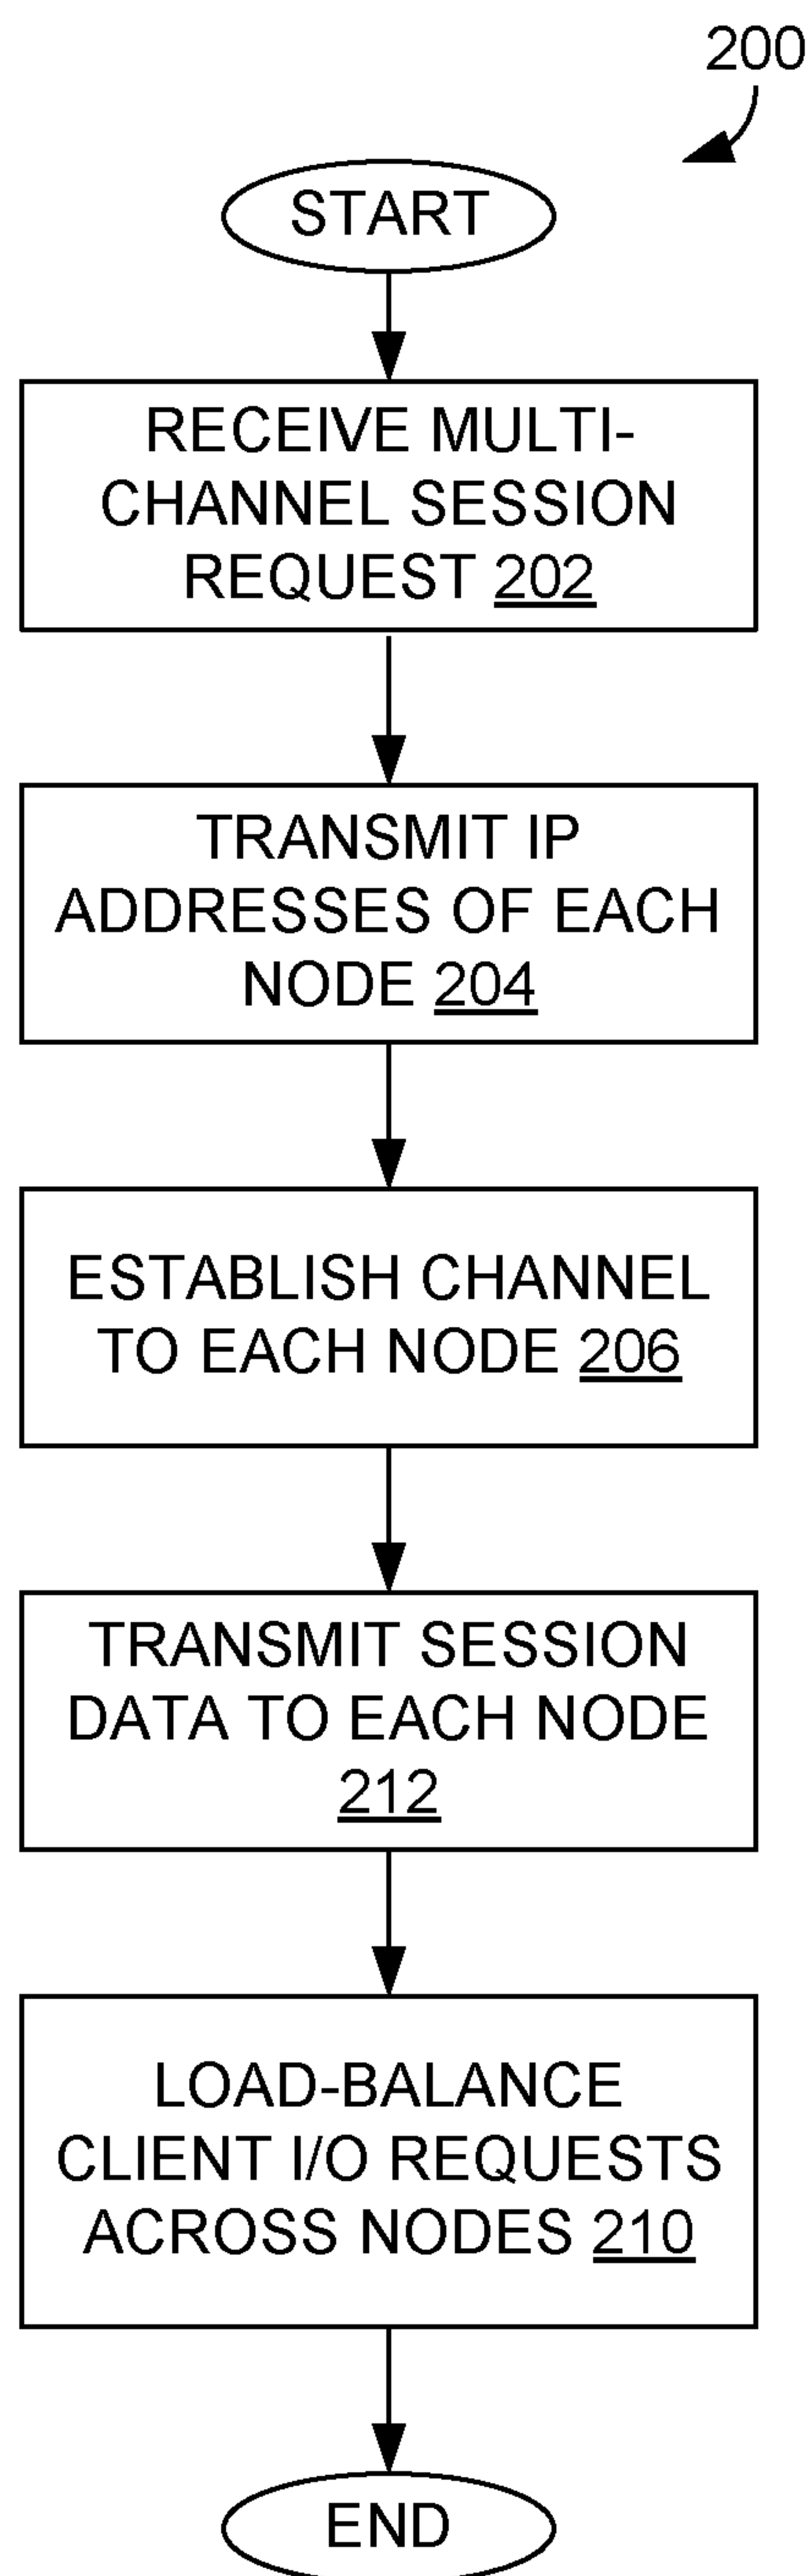 200
START
RECEIVE MULTI-
CHANNEL SESSION
REQUEST 202
TRANSMIT IP
ADDRESSES OF EACH
NODE 204
ESTABLISH CHANNEL
TO EACH NODE 206
TRANSMIT SESSION
DATA TO EACH NODE
212
LOAD-BALANCE
CLIENT I/O REQUESTS
ACROSS NODES 210
END